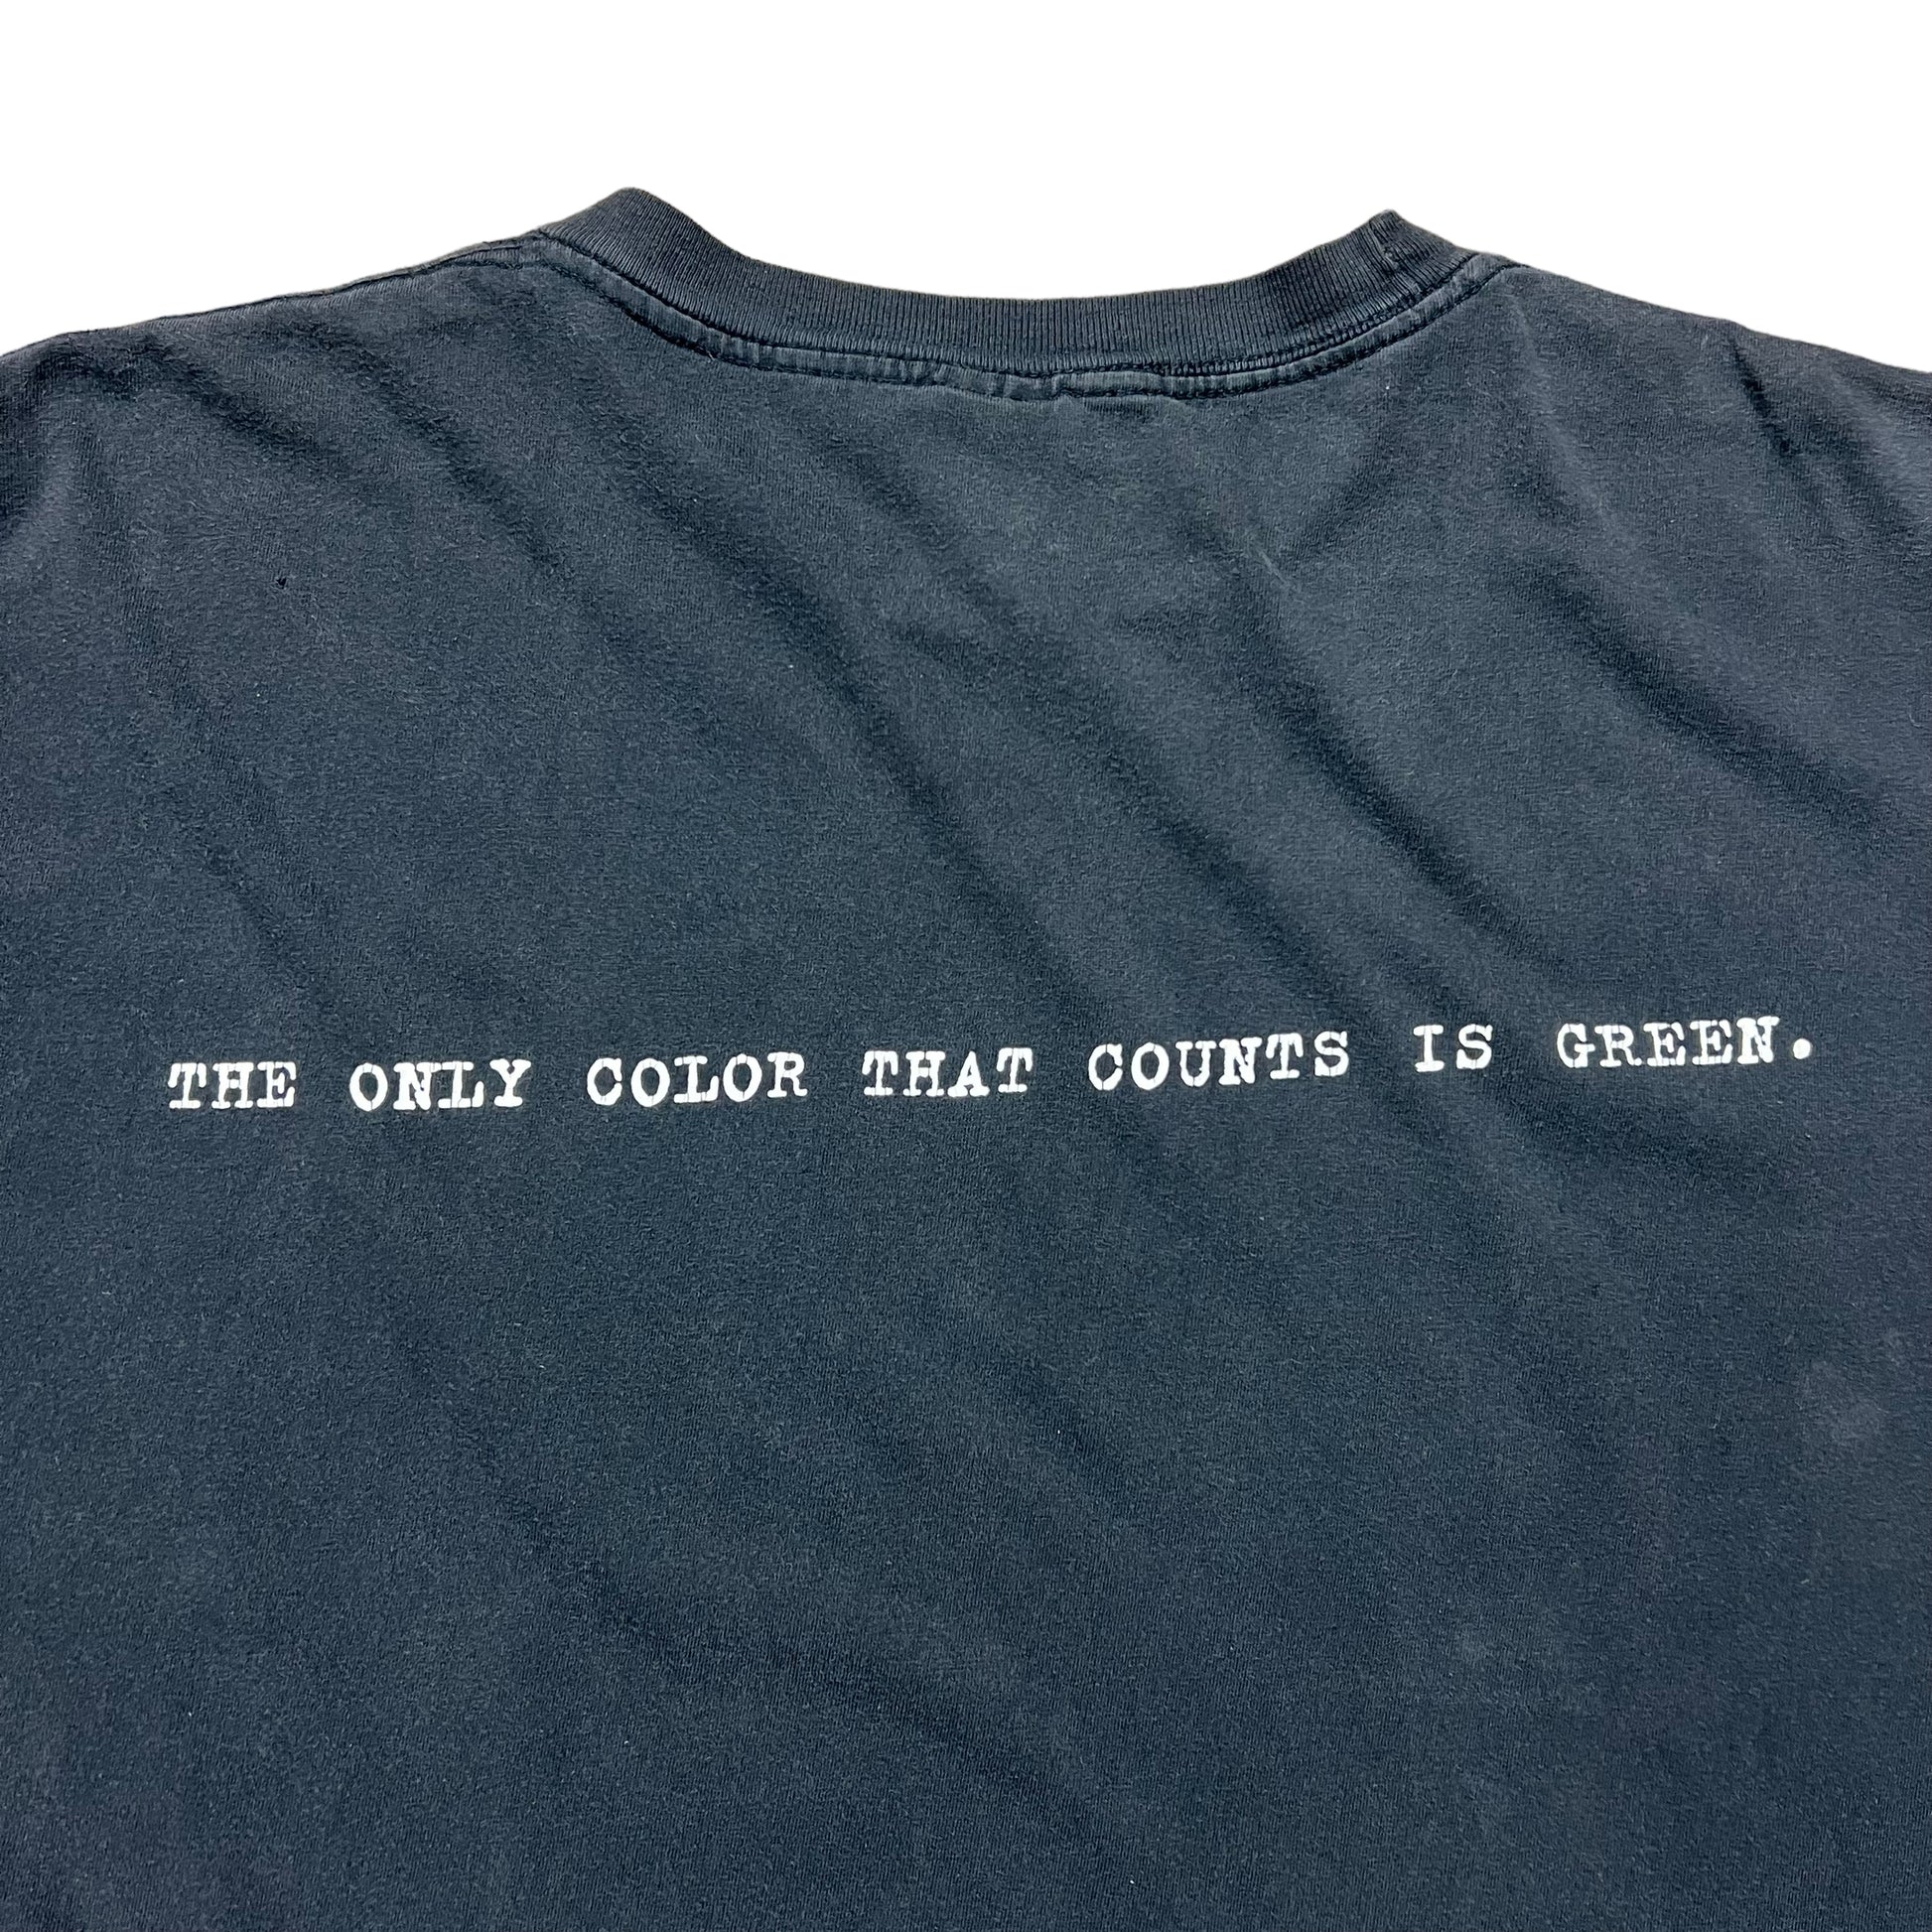 THE ONLY COLOR THAT COUNTS IS GREEN.